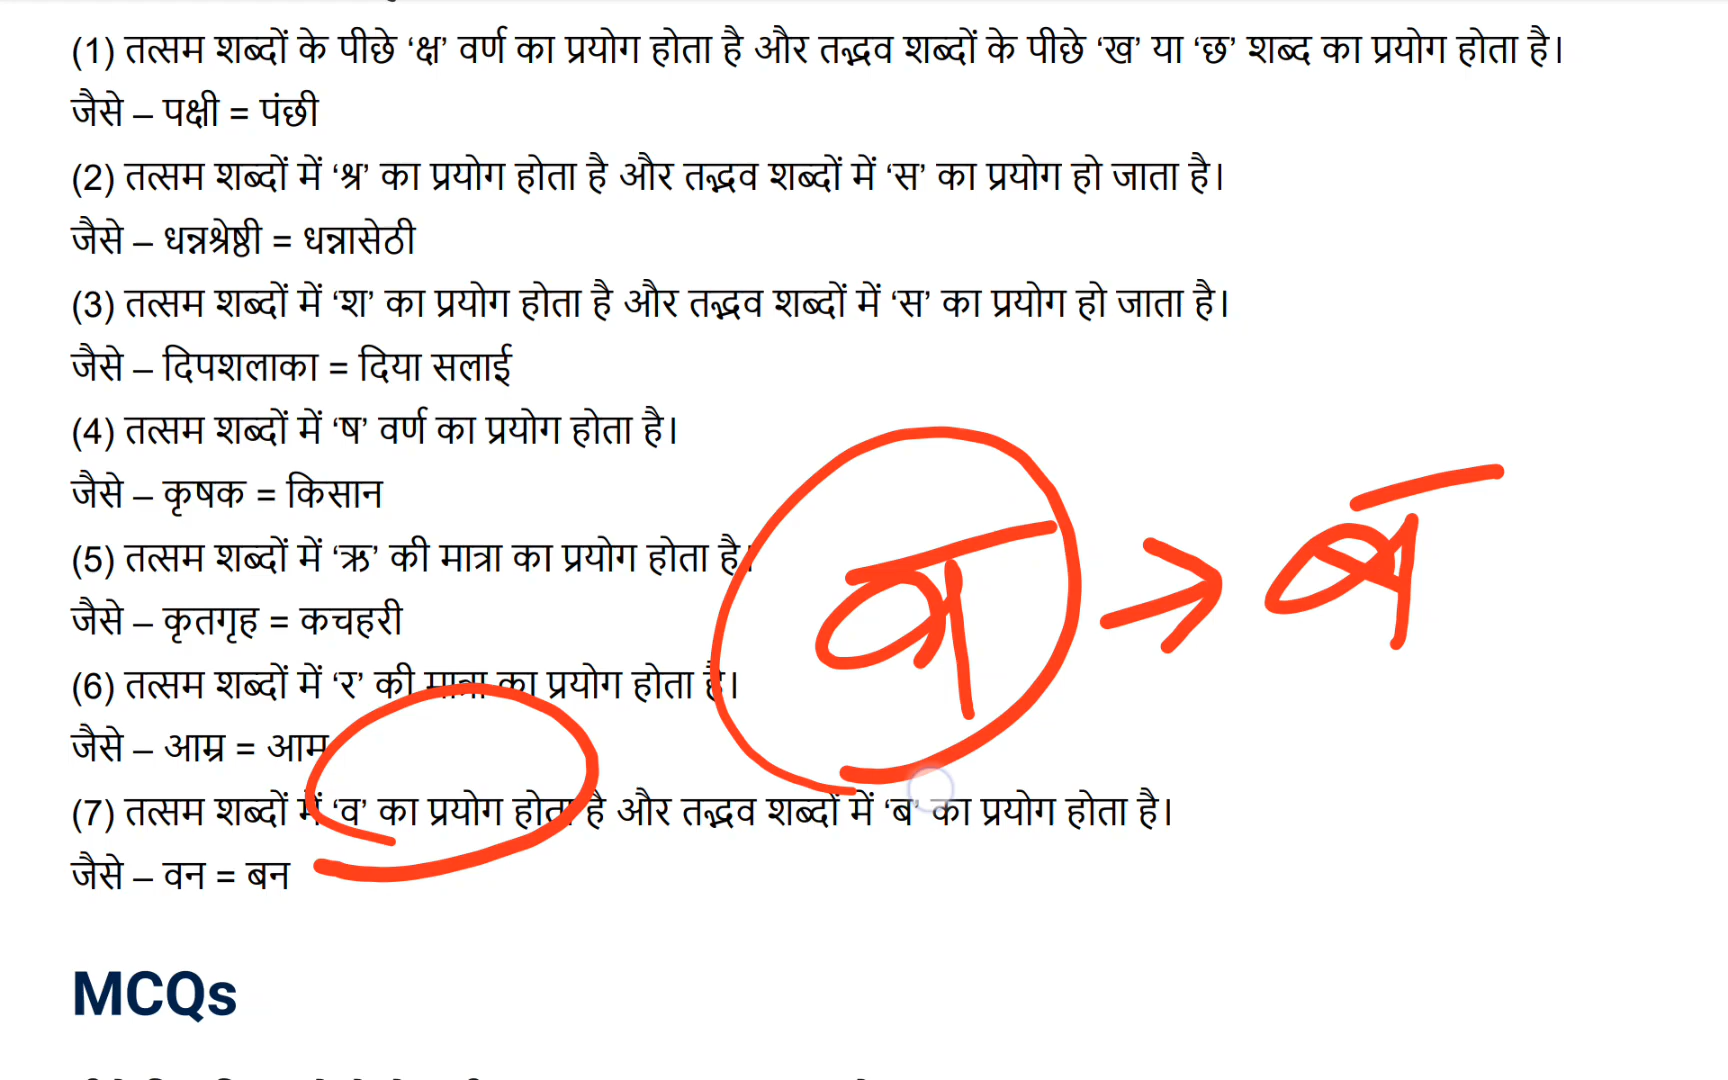 (1) तत्सम शब्दों के पीछे ‘क्ष’ वर्ण का प्रयोग होता है और तद्भव शब्दों के पीछे ‘ख’ या ‘छ’ शब्द का प्रयोग होता है।
जैसे – पक्षी = पंछी
(2) तत्सम शब्दों में ‘श्र’ का प्रयोग होता है और तद्भव शब्दों में ‘स’ का प्रयोग हो जाता है।
जैसे – धन्नश्रेष्ठी = धन्नासेठी
(3) तत्सम शब्दों में ‘श’ का प्रयोग होता है और तद्भव शब्दों में ‘स’ का प्रयोग हो जाता है।
जैसे – दिपशलाका = दिया सलाई
(4) तत्सम शब्दों में ‘ष’ वर्ण का प्रयोग होता है।
जैसे – कृषक = किसान
(5) तत्सम शब्दों में ‘ऋ’ की मात्रा का प्रयोग होता है।
जैसे – कृतगृह = कचहरी
व → ब
(6) तत्सम शब्दों में ‘र’ की मात्रा का प्रयोग होता है।
जैसे – आम्र = आम
(7) तत्सम शब्दों में ‘व’ का प्रयोग होता है और तद्भव शब्दों में ‘ब’ का प्रयोग होता है।
जैसे – वन = बन
MCQs